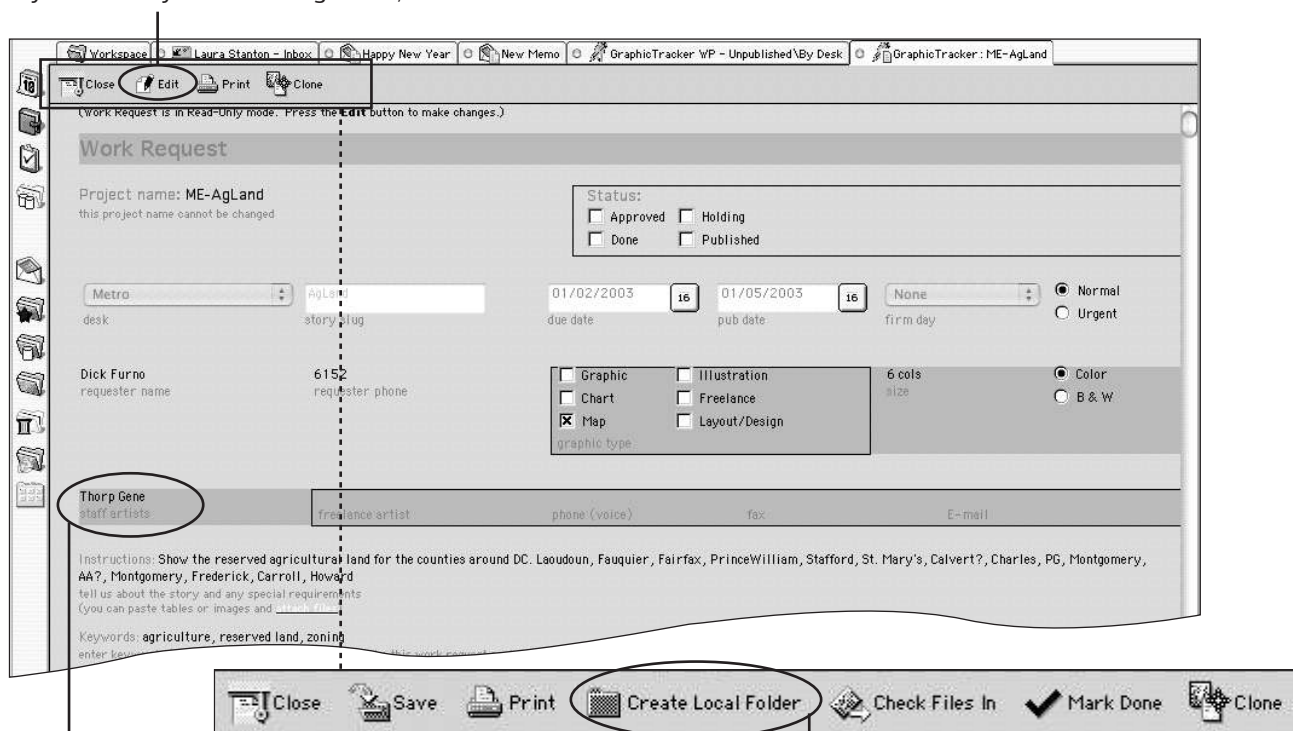 Workspace Laura Stanton - Inbox Happy New Year New Memo GraphicTracker WP - Unpublished\By Desk GraphicTracker : ME-AgLand
Close Edit Print Clone
(Work Request is in Read-Only mode. Press the Edit button to make changes.)
Work Request
Project name: ME-AgLand
this project name cannot be changed
Status:
Approved Holding
Done Published
Metro AgLand 01/02/2003 16 01/05/2003 16 None Normal
desk story slug due date pub date firm day Urgent
Dick Furno 6152 Graphic Illustration 6 cols Color
requester name requester phone Chart Freelance size B & W
Map Layout/Design
graphic type
Thorp Gene
staff artists freelance artist phone (voice) fax E-mail
Instructions: Show the reserved agricultural land for the counties around DC. Laoudoun, Fauquier, Fairfax, PrinceWilliam, Stafford, St. Mary's, Calvert?, Charles, PG, Montgomery,
AA?, Montgomery, Frederick, Carroll, Howard
tell us about the story and any special requirements
(you can paste tables or images and attach files
Keywords: agriculture, reserved land, zoning
enter this work request
Close Save Print Create Local Folder Check Files In Mark Done Clone